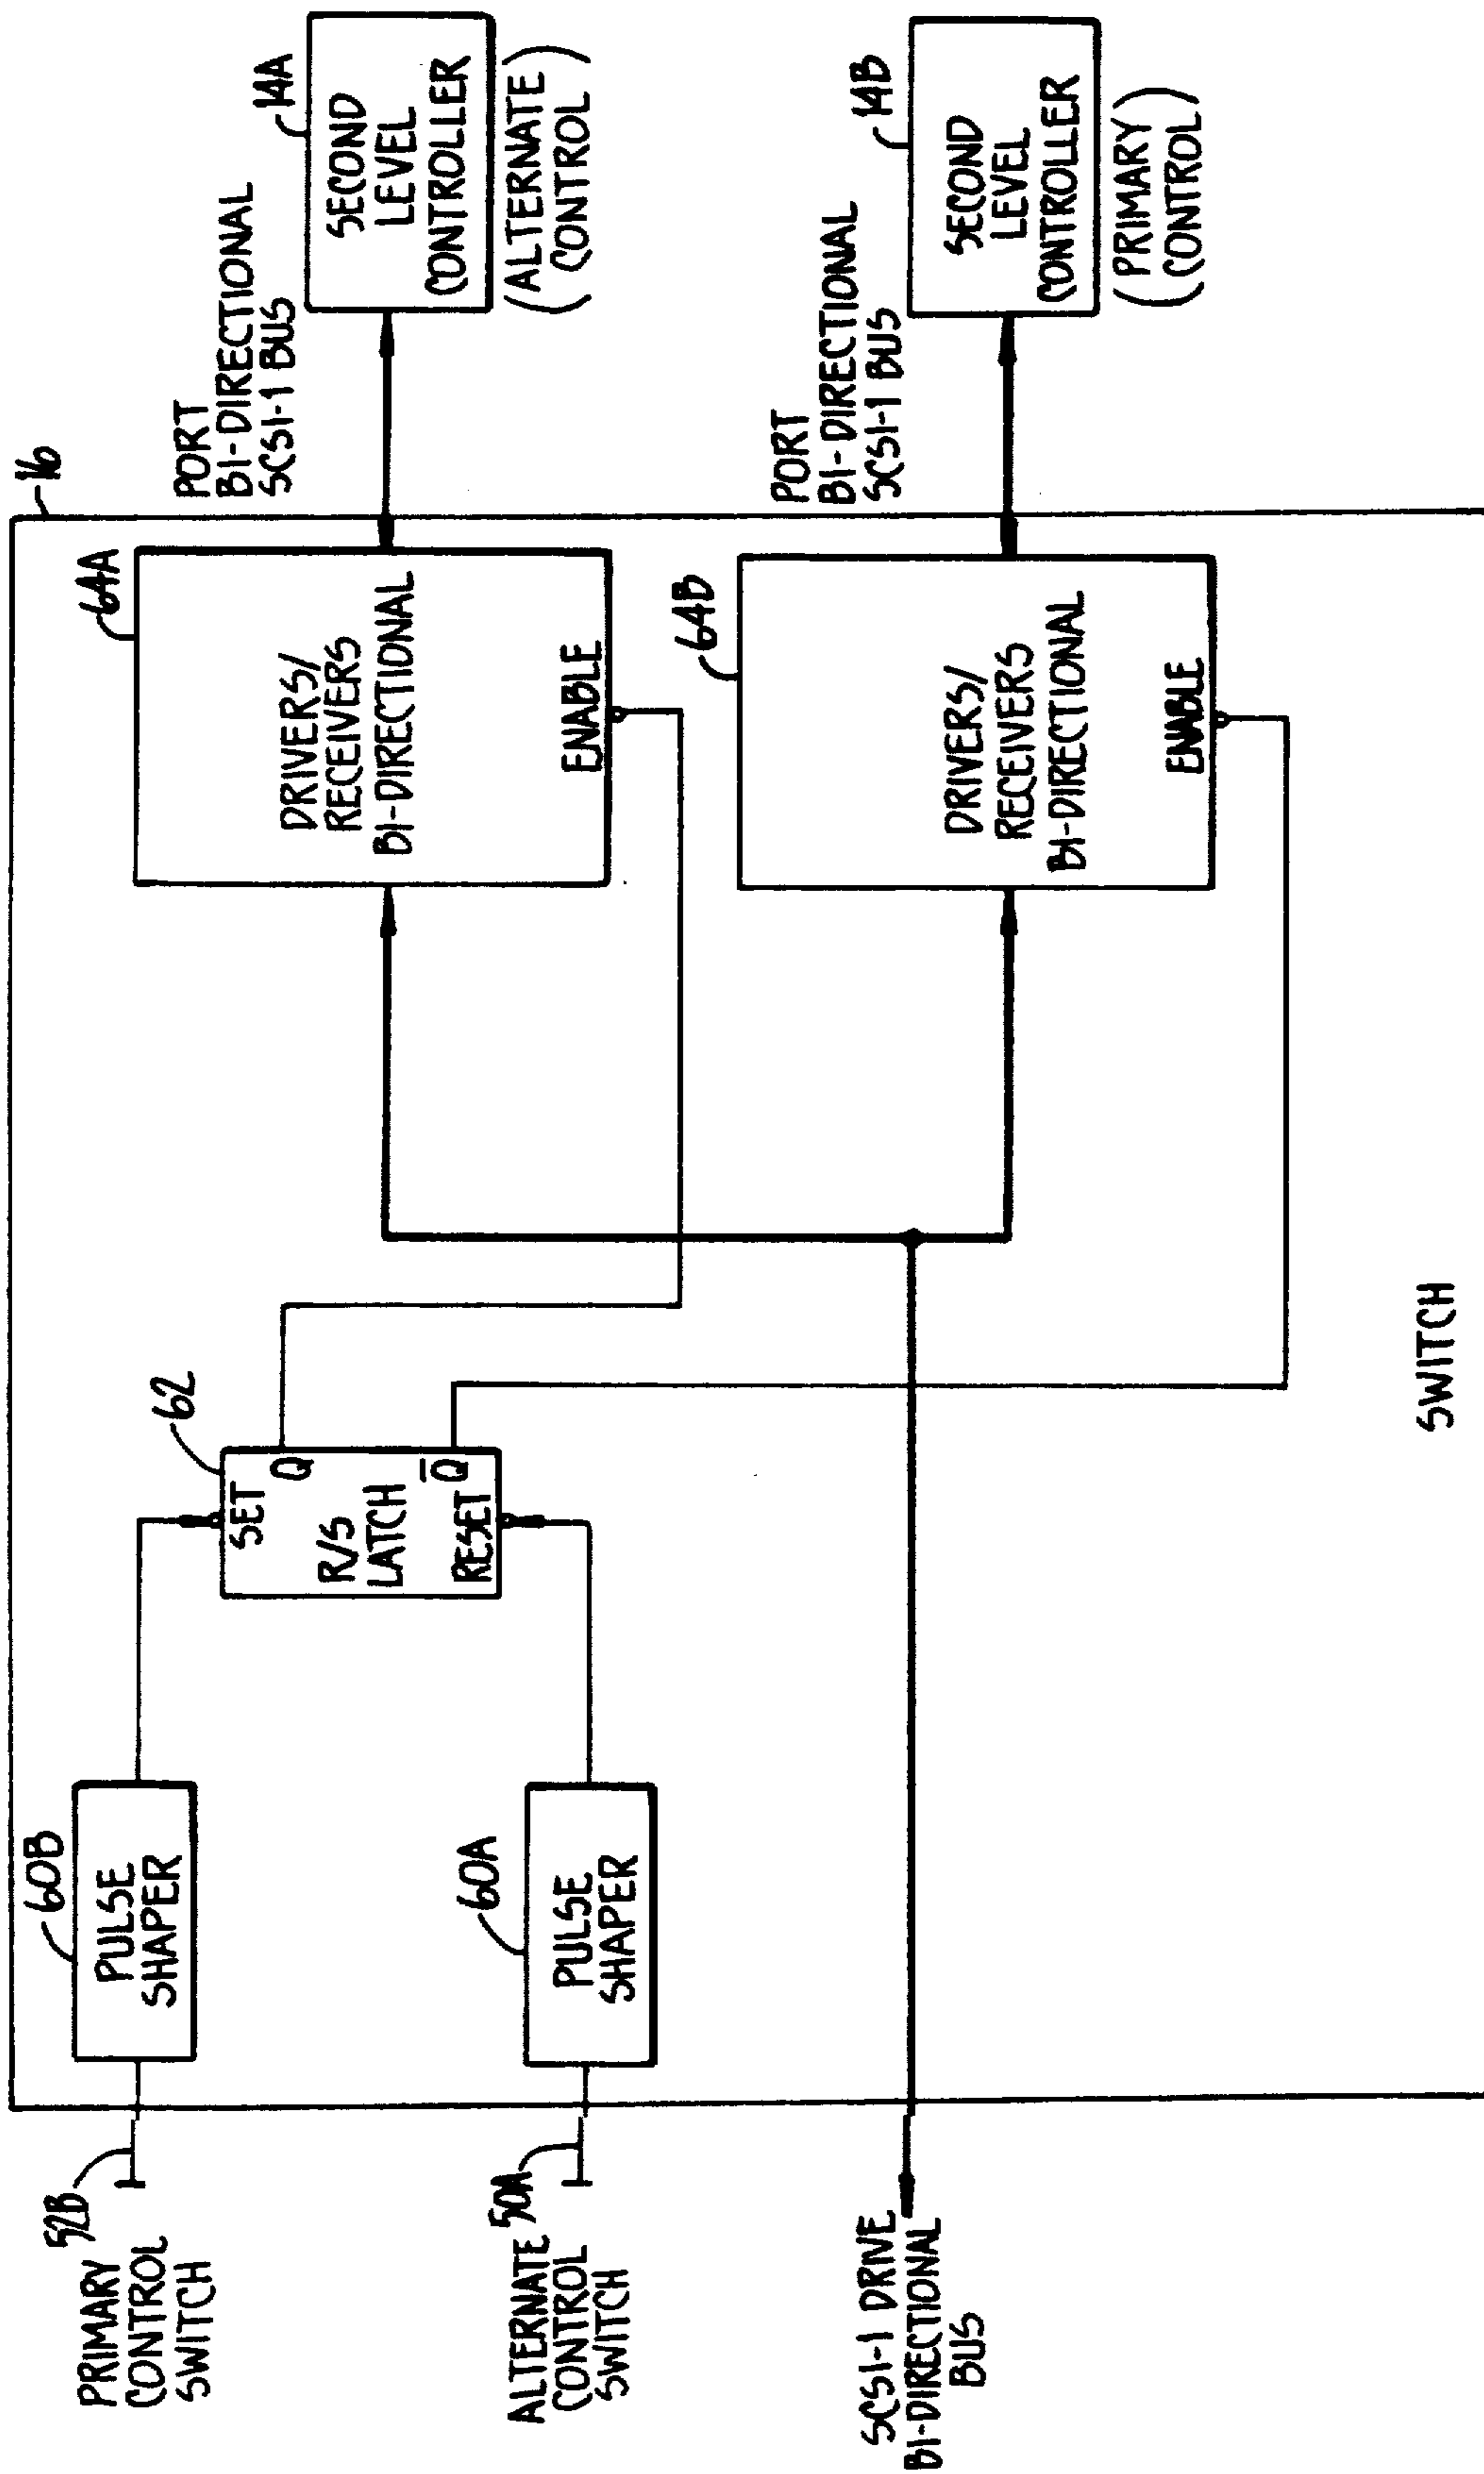 16
PRIMARY
CONTROL
SWITCH
52B
60B
PULSE
SHAPER
ALTERNATE
CONTROL
SWITCH
50A
60A
PULSE
SHAPER
62
SET
Q
R/S
LATCH
Q̅
RESET
64A
DRIVERS/
RECEIVERS
BI-DIRECTIONAL
ENABLE
PORT
BI-DIRECTIONAL
SCSI-1 BUS
14A
SECOND
LEVEL
CONTROLLER
(ALTERNATE)
(CONTROL)
64B
DRIVERS/
RECEIVERS
BI-DIRECTIONAL
ENABLE
PORT
BI-DIRECTIONAL
SCSI-1 BUS
14B
SECOND
LEVEL
CONTROLLER
(PRIMARY)
(CONTROL)
SCSI-1 DRIVE
BI-DIRECTIONAL
BUS
SWITCH